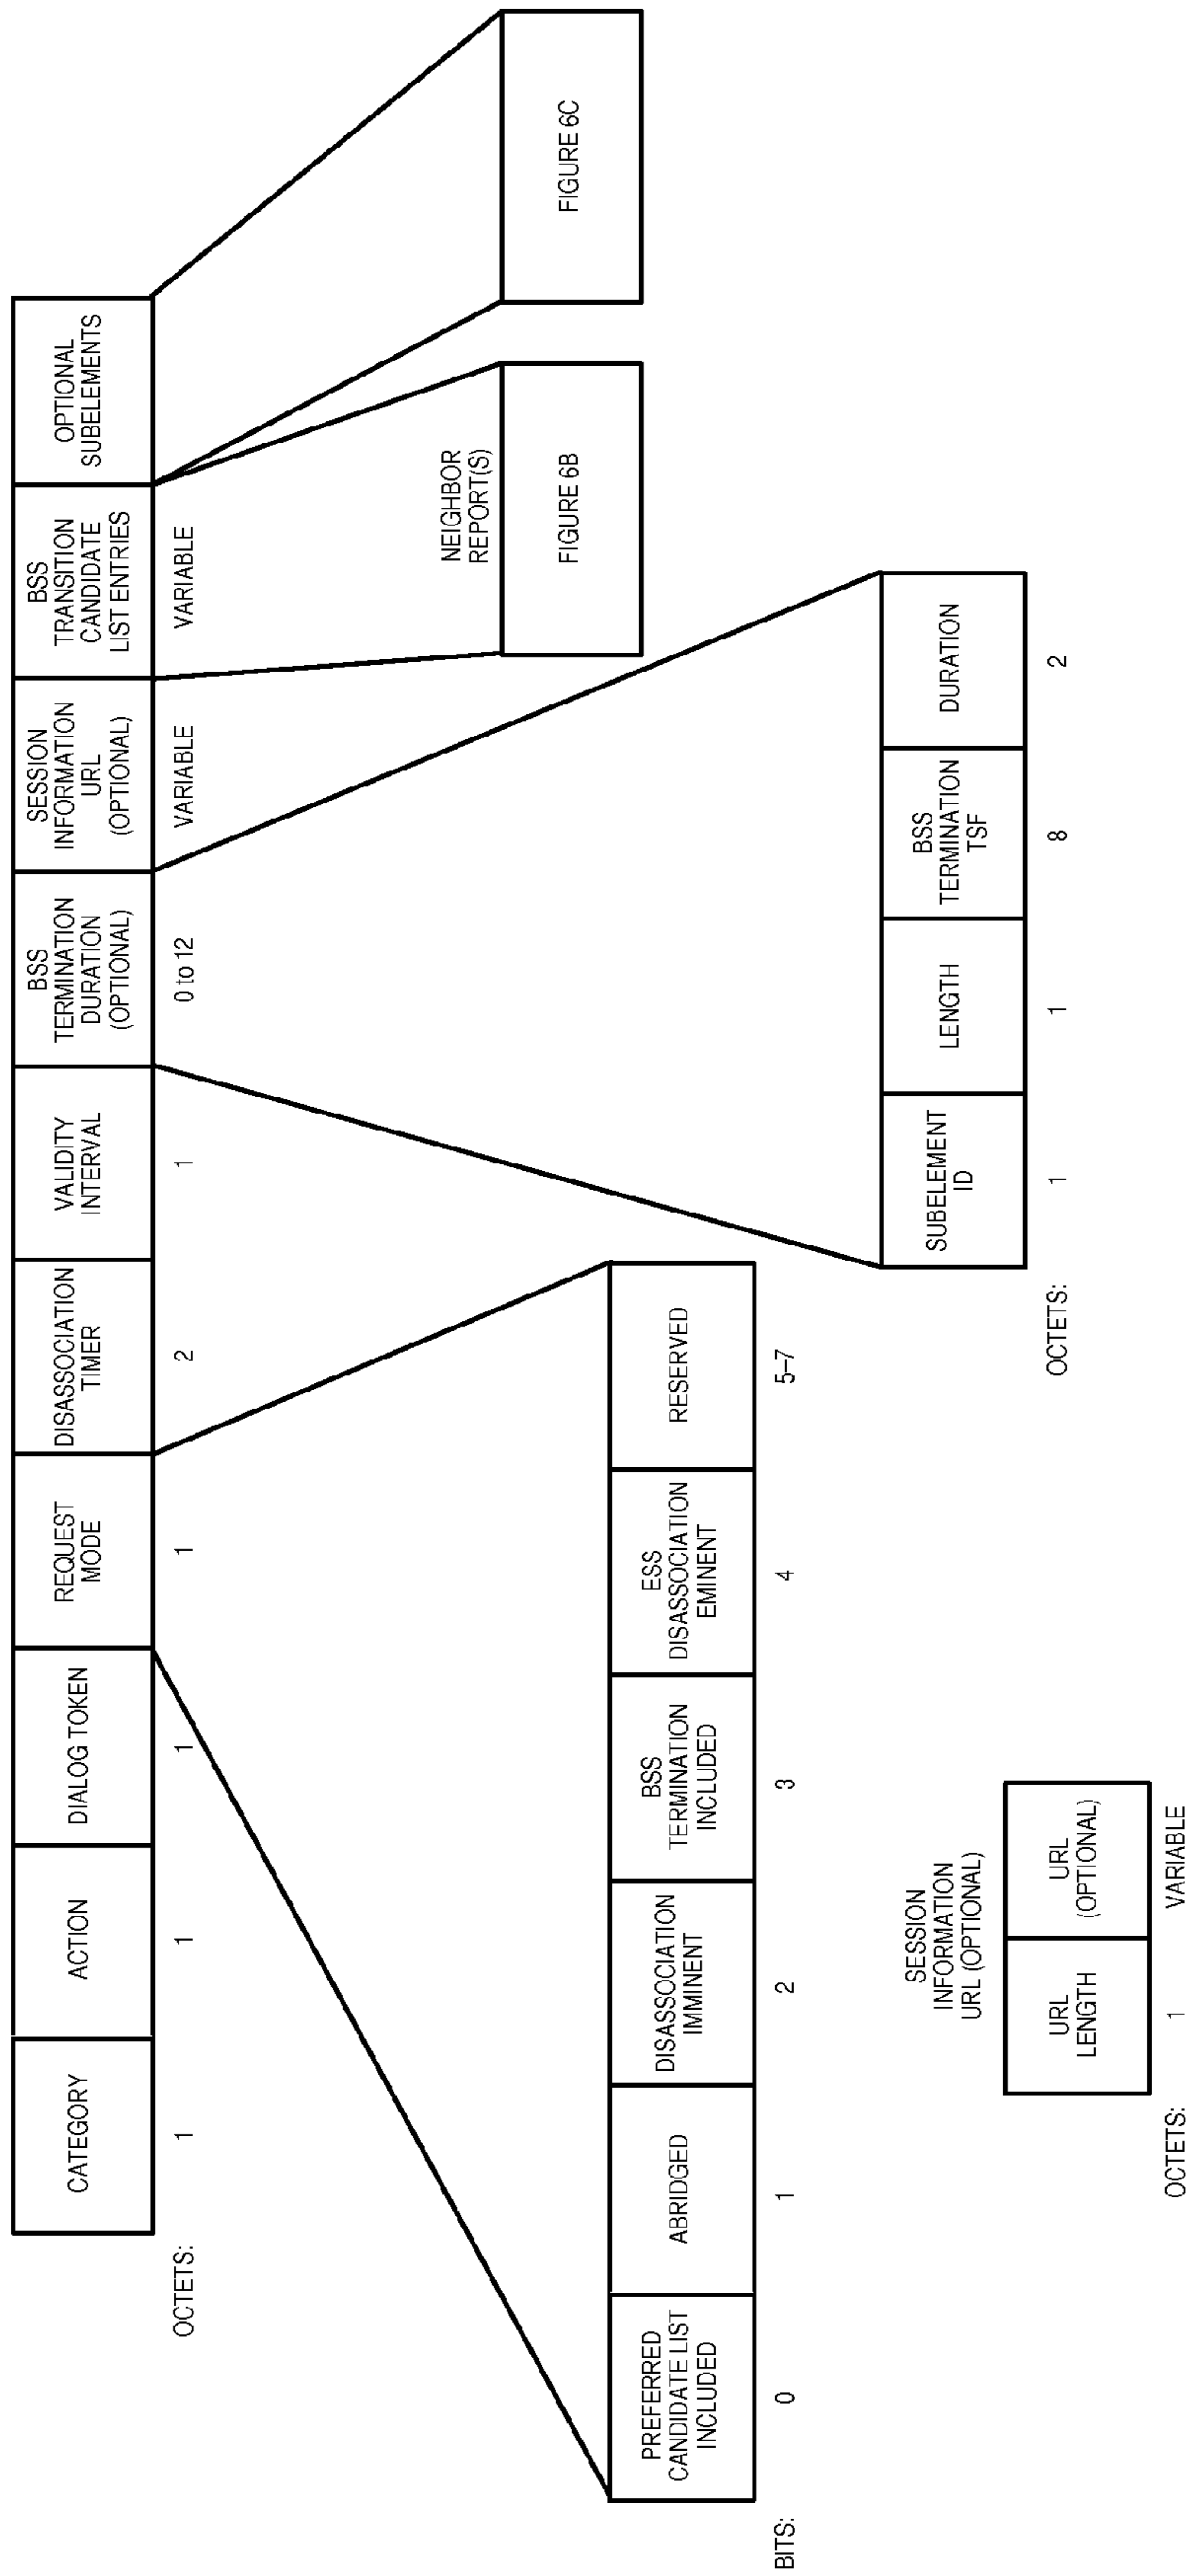 CATEGORY
ACTION
DIALOG TOKEN
REQUEST
MODE
DISASSOCIATION
TIMER
VALIDITY
INTERVAL
BSS
TERMINATION
DURATION
(OPTIONAL)
SESSION
INFORMATION
URL
(OPTIONAL)
BSS
TRANSITION
CANDIDATE
LIST ENTRIES
OPTIONAL
SUBELEMENTS
OCTETS:
1
1
1
1
2
1
0 to 12
VARIABLE
VARIABLE
NEIGHBOR
REPORT(S)
FIGURE 6B
FIGURE 6C
PREFERRED
CANDIDATE LIST
INCLUDED
ABRIDGED
DISASSOCIATION
IMMINENT
BSS
TERMINATION
INCLUDED
ESS
DISASSOCIATION
EMINENT
RESERVED
BITS:
0
1
2
3
4
5–7
SUBELEMENT
ID
LENGTH
BSS
TERMINATION
TSF
DURATION
OCTETS:
1
1
8
2
SESSION
INFORMATION
URL (OPTIONAL)
URL
LENGTH
URL
(OPTIONAL)
OCTETS:
1
VARIABLE